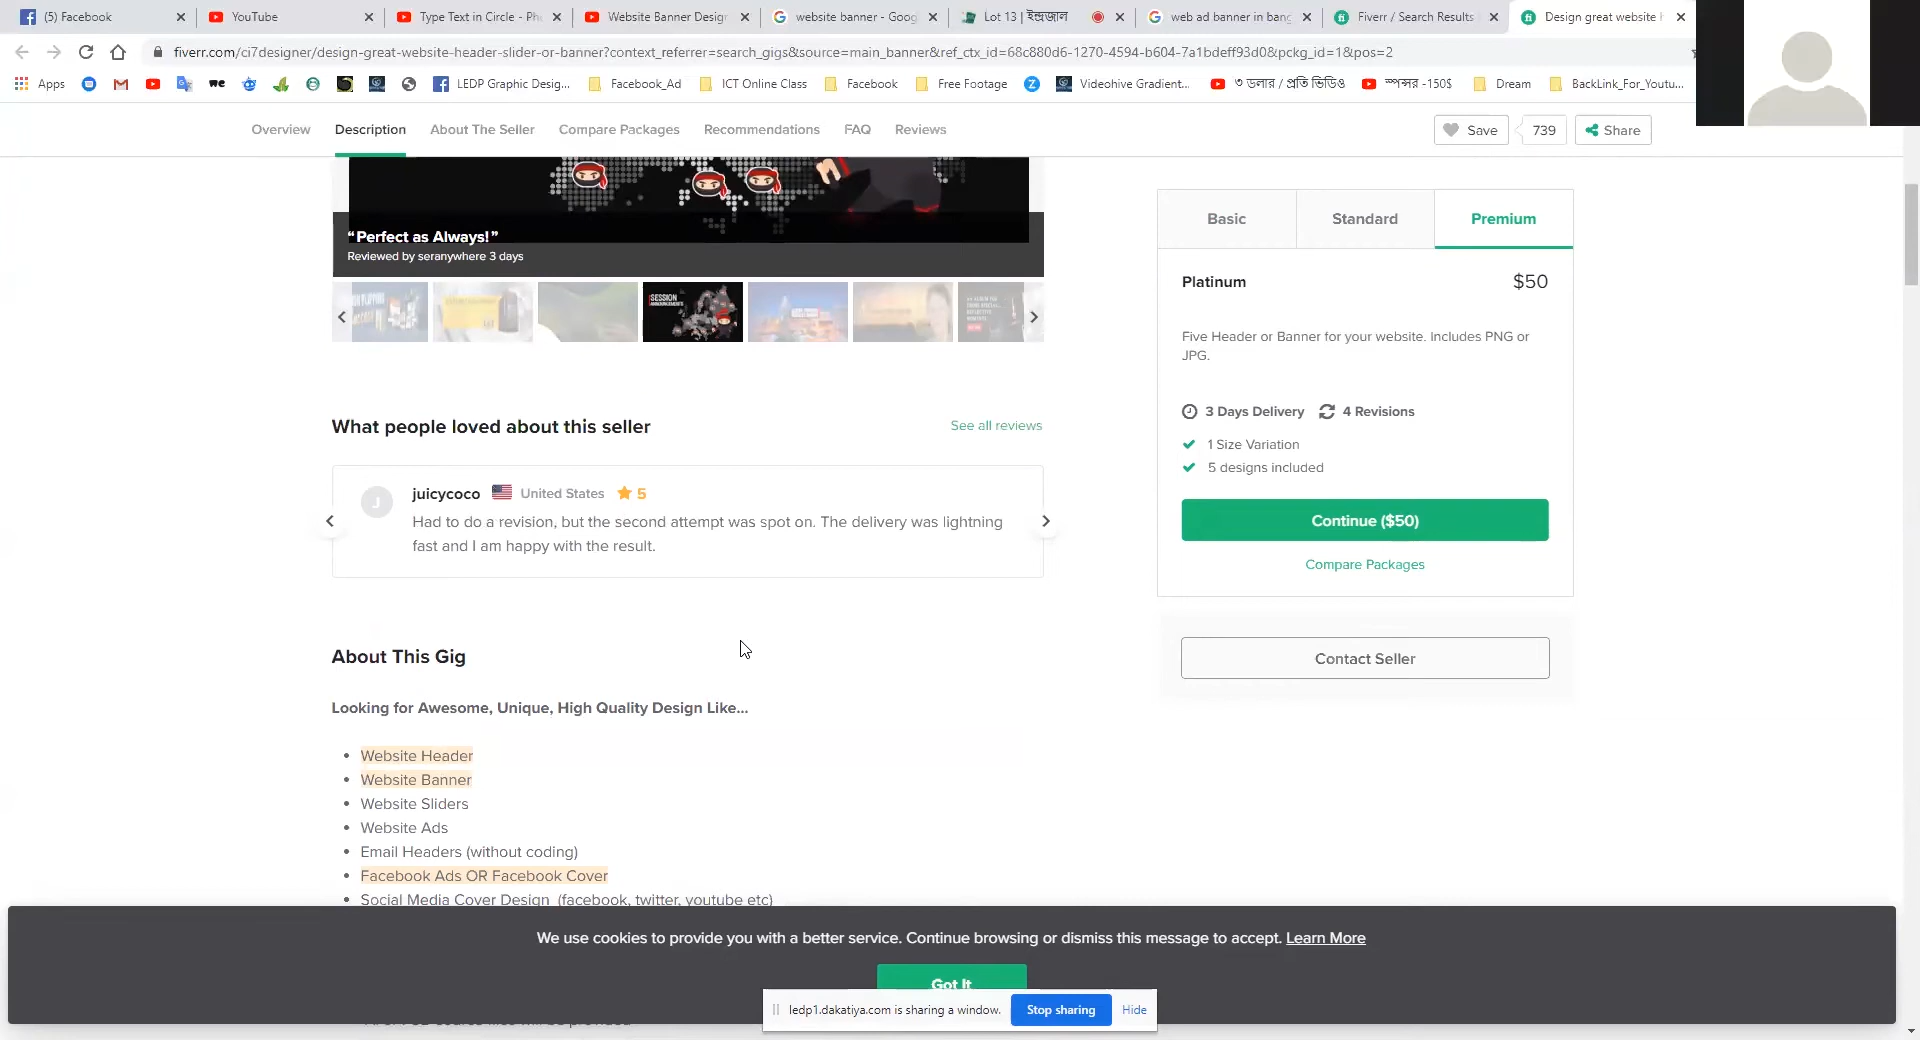 (5) Facebook
YouTube
Type Text in Circle - Ph
Website Banner Design
website banner - Goog
Lot 13 | ইন্দ্রজাল
web ad banner in bang
Fiverr / Search Results
Design great website h
fiverr.com/ci7designer/design-great-website-header-slider-or-banner?context_referrer=search_gigs&source=main_banner&ref_ctx_id=68c880d6-1270-4594-b604-7a1bdeff93d0&pckg_id=1&pos=2
Apps
LEDP Graphic Desig...
Facebook_Ad
ICT Online Class
Facebook
Free Footage
Videohive Gradient...
৩ ডলার / প্রতি ভিডিও
স্পন্সর -150$
Dream
BackLink_For_Youtu...
Overview
Description
About The Seller
Compare Packages
Recommendations
FAQ
Reviews
Save
739
Share
“Perfect as Always!”
Reviewed by seranywhere 3 days
SESSION
ANNOUNCEMENTS
Basic
Standard
Premium
Platinum
$50
Five Header or Banner for your website. Includes PNG or
JPG.
3 Days Delivery
4 Revisions
1 Size Variation
5 designs included
Continue ($50)
Compare Packages
Contact Seller
What people loved about this seller
See all reviews
J
juicycoco
United States
5
Had to do a revision, but the second attempt was spot on. The delivery was lightning
fast and I am happy with the result.
About This Gig
Looking for Awesome, Unique, High Quality Design Like...
Website Header
Website Banner
Website Sliders
Website Ads
Email Headers (without coding)
Facebook Ads OR Facebook Cover
Social Media Cover Design (facebook, twitter, youtube etc)
We use cookies to provide you with a better service. Continue browsing or dismiss this message to accept. Learn More
Got It
ledp1.dakatiya.com is sharing a window.
Stop sharing
Hide